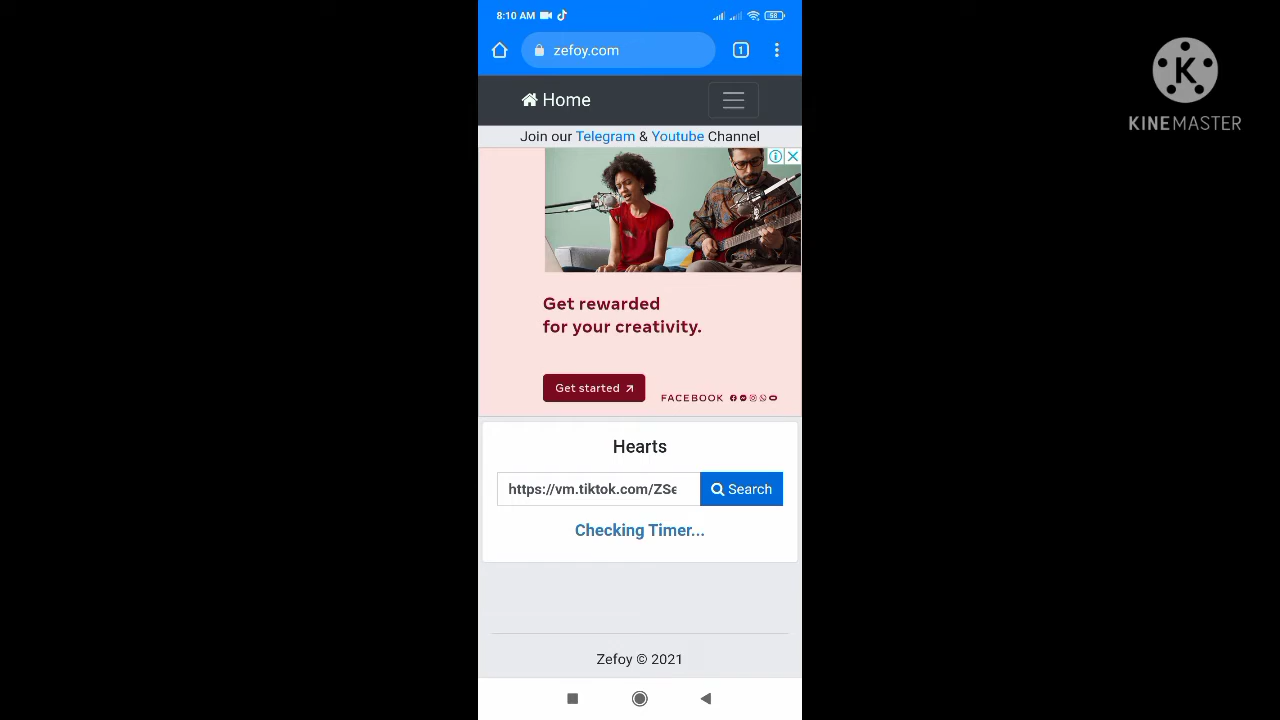 8:10 AM
58
zefoy.com
1
Home
Join our Telegram & Youtube Channel
Get rewarded
for your creativity.
Get started
FACEBOOK
Hearts
https://vm.tiktok.com/ZSe
Search
Checking Timer...
Zefoy © 2021
K
KINEMASTER